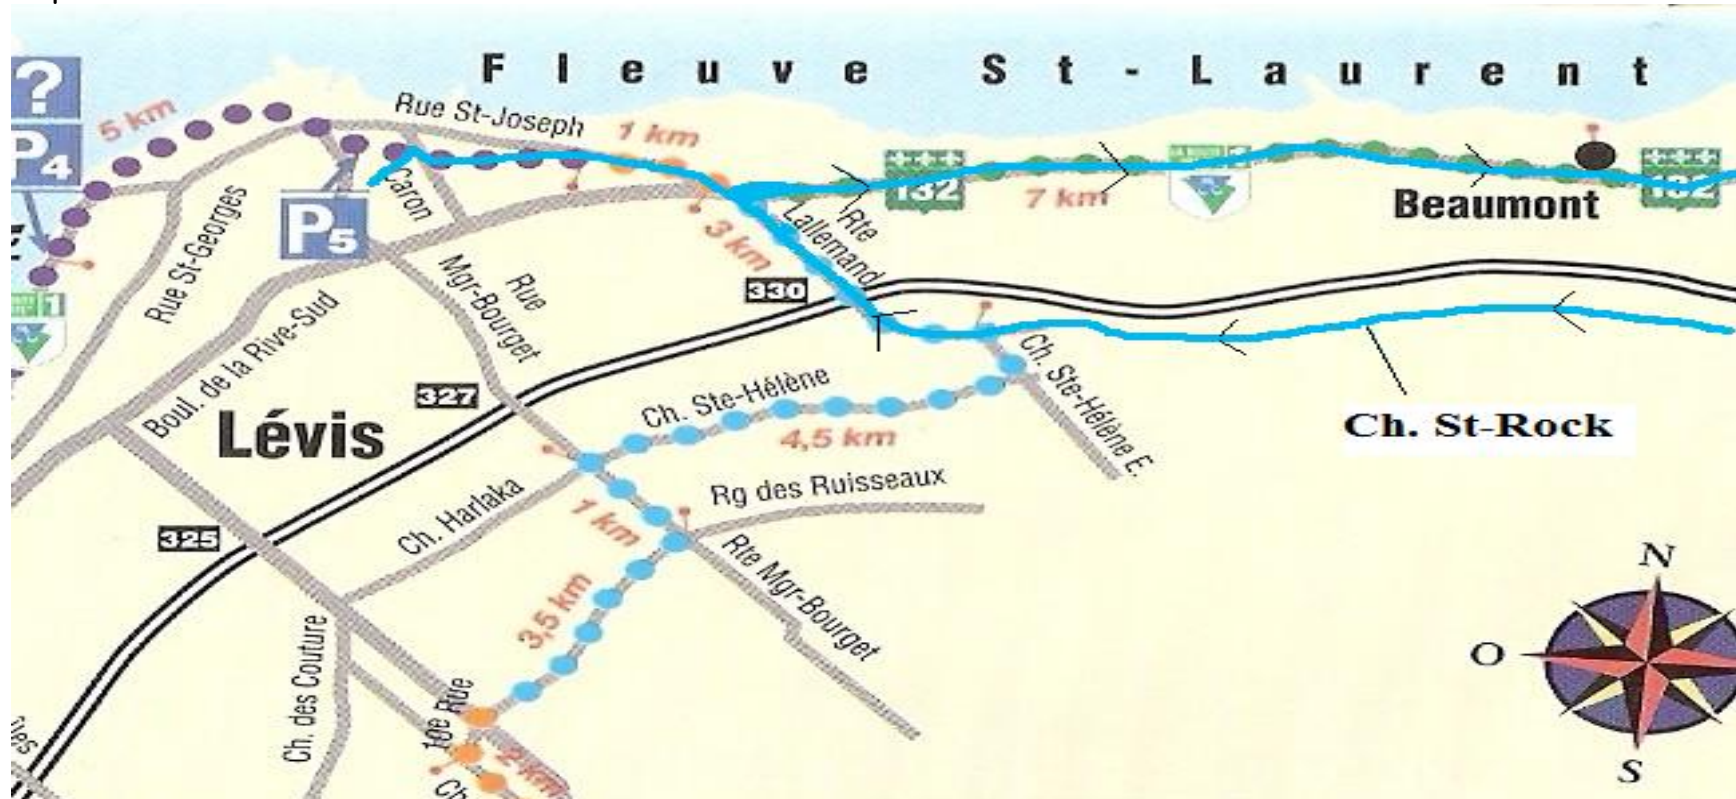 Fleuve St-Laurent
?
5 km
Rue St-Joseph
1 km
P4
132
132
7 km
Beaumont
P5
Caron
Rue St-Georges
3 km
Rte
Lallemand
330
1
Rue
Mgr-Bourget
Boul. de la Rive-Sud
327
Ch. Ste-Hélène
Ch. Ste-Hélène E.
Ch. St-Rock
Lévis
4,5 km
Rg des Ruisseaux
Ch. Harlaka
1 km
325
Rte Mgr-Bourget
3,5 km
Ch. des Couture
10e Rue
2 km
Ch
N
O
S